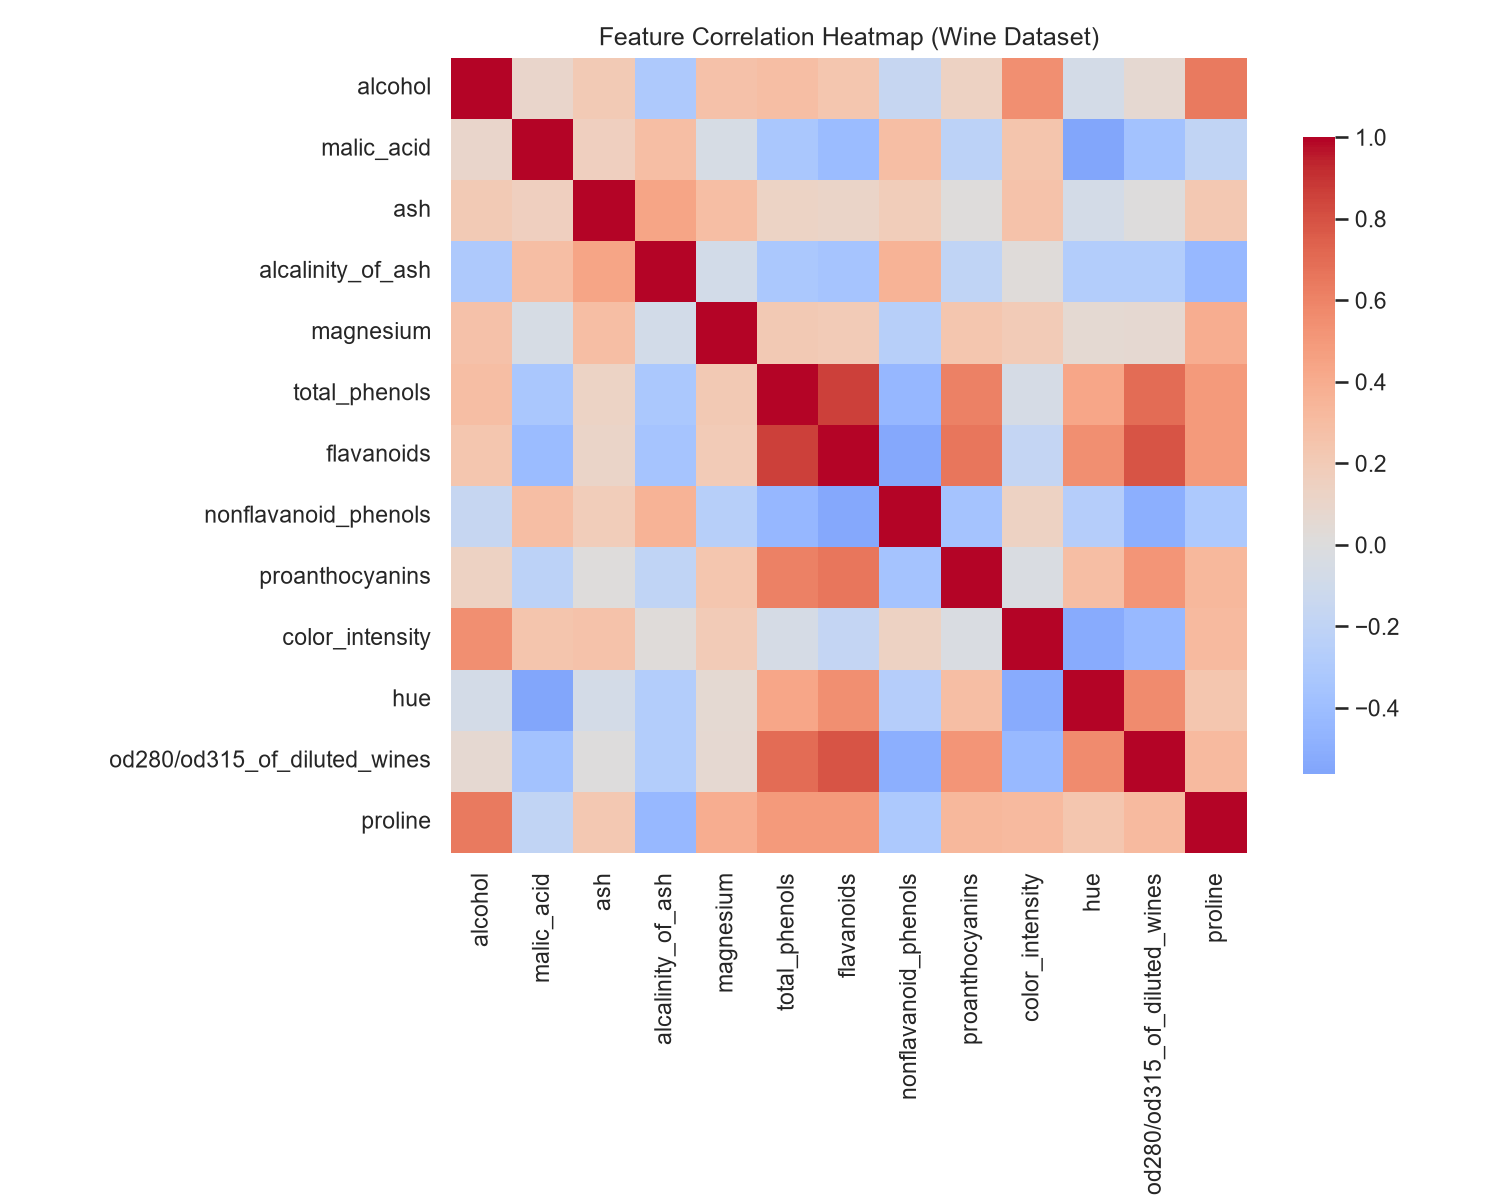 Feature Correlation Heatmap (Wine Dataset)
alcohol
malic_acid
ash
alcalinity_of_ash
magnesium
total_phenols
flavanoids
nonflavanoid_phenols
proanthocyanins
color_intensity
hue
od280/od315_of_diluted_wines
proline
alcohol
malic_acid
ash
alcalinity_of_ash
magnesium
total_phenols
flavanoids
nonflavanoid_phenols
proanthocyanins
color_intensity
hue
od280/od315_of_diluted_wines
proline
1.0
0.8
0.6
0.4
0.2
0.0
−0.2
−0.4